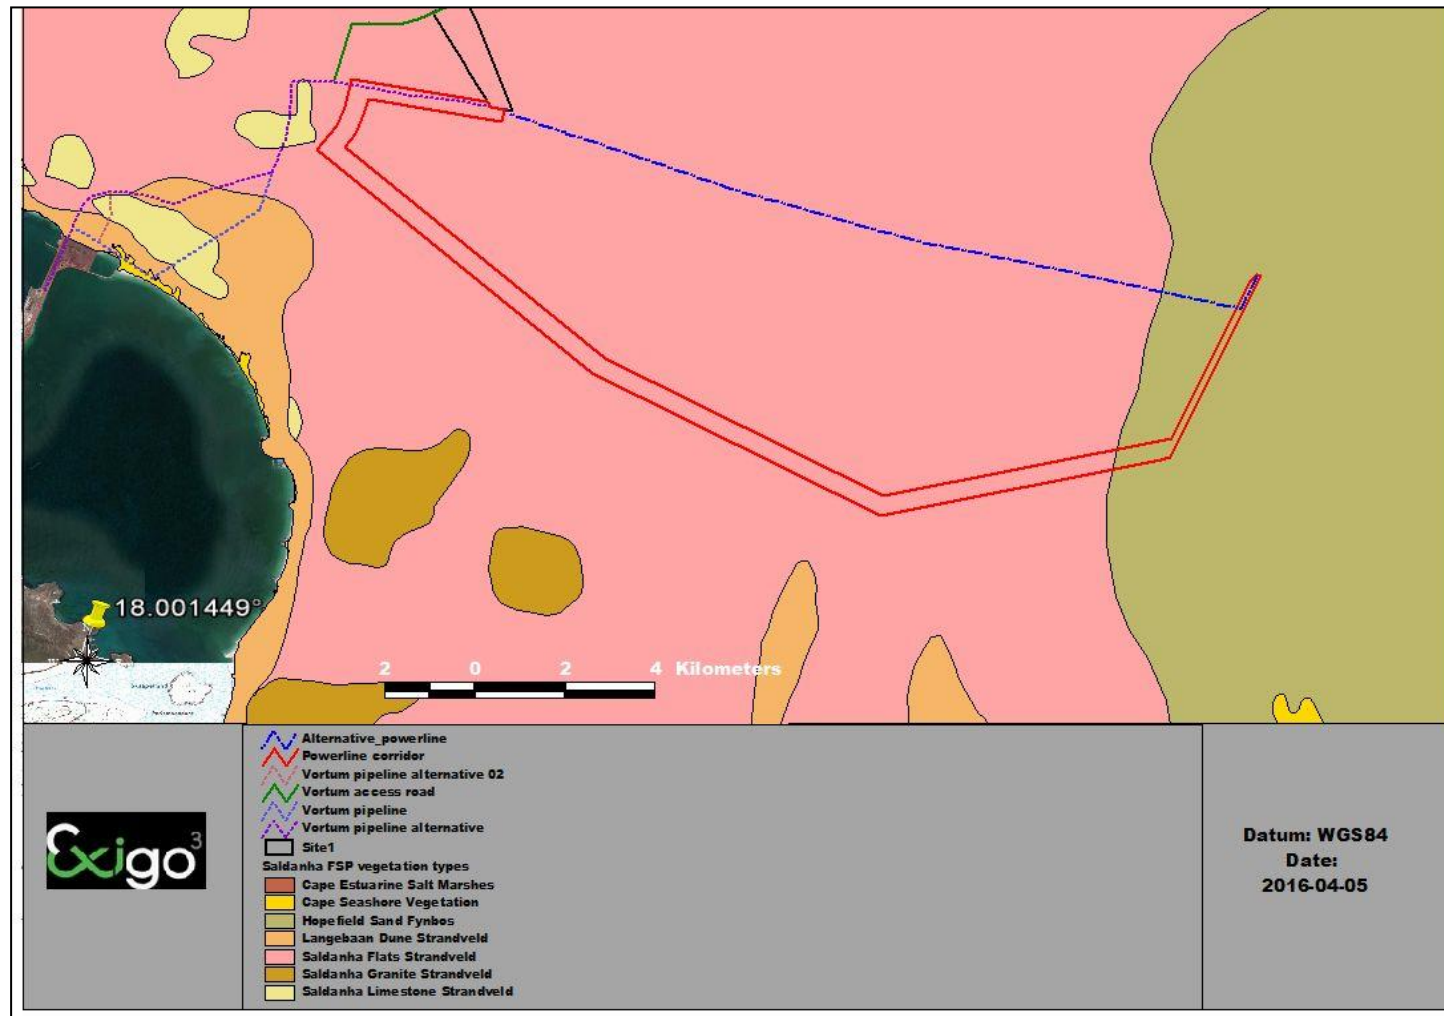 18.001449°
2 0 2 4 Kilometers
Alternative_powerline
Powerline corridor
Vortum pipeline alternative 02
Vortum access road
Vortum pipeline
Vortum pipeline alternative
Site1
Saldanha FSP vegetation types
Cape Estuarine Salt Marshes
Cape Seashore Vegetation
Hopefield Sand Fynbos
Langebaan Dune Strandveld
Saldanha Flats Strandveld
Saldanha Granite Strandveld
Saldanha Limestone Strandveld
Exigo3
Datum: WGS84
Date:
2016-04-05